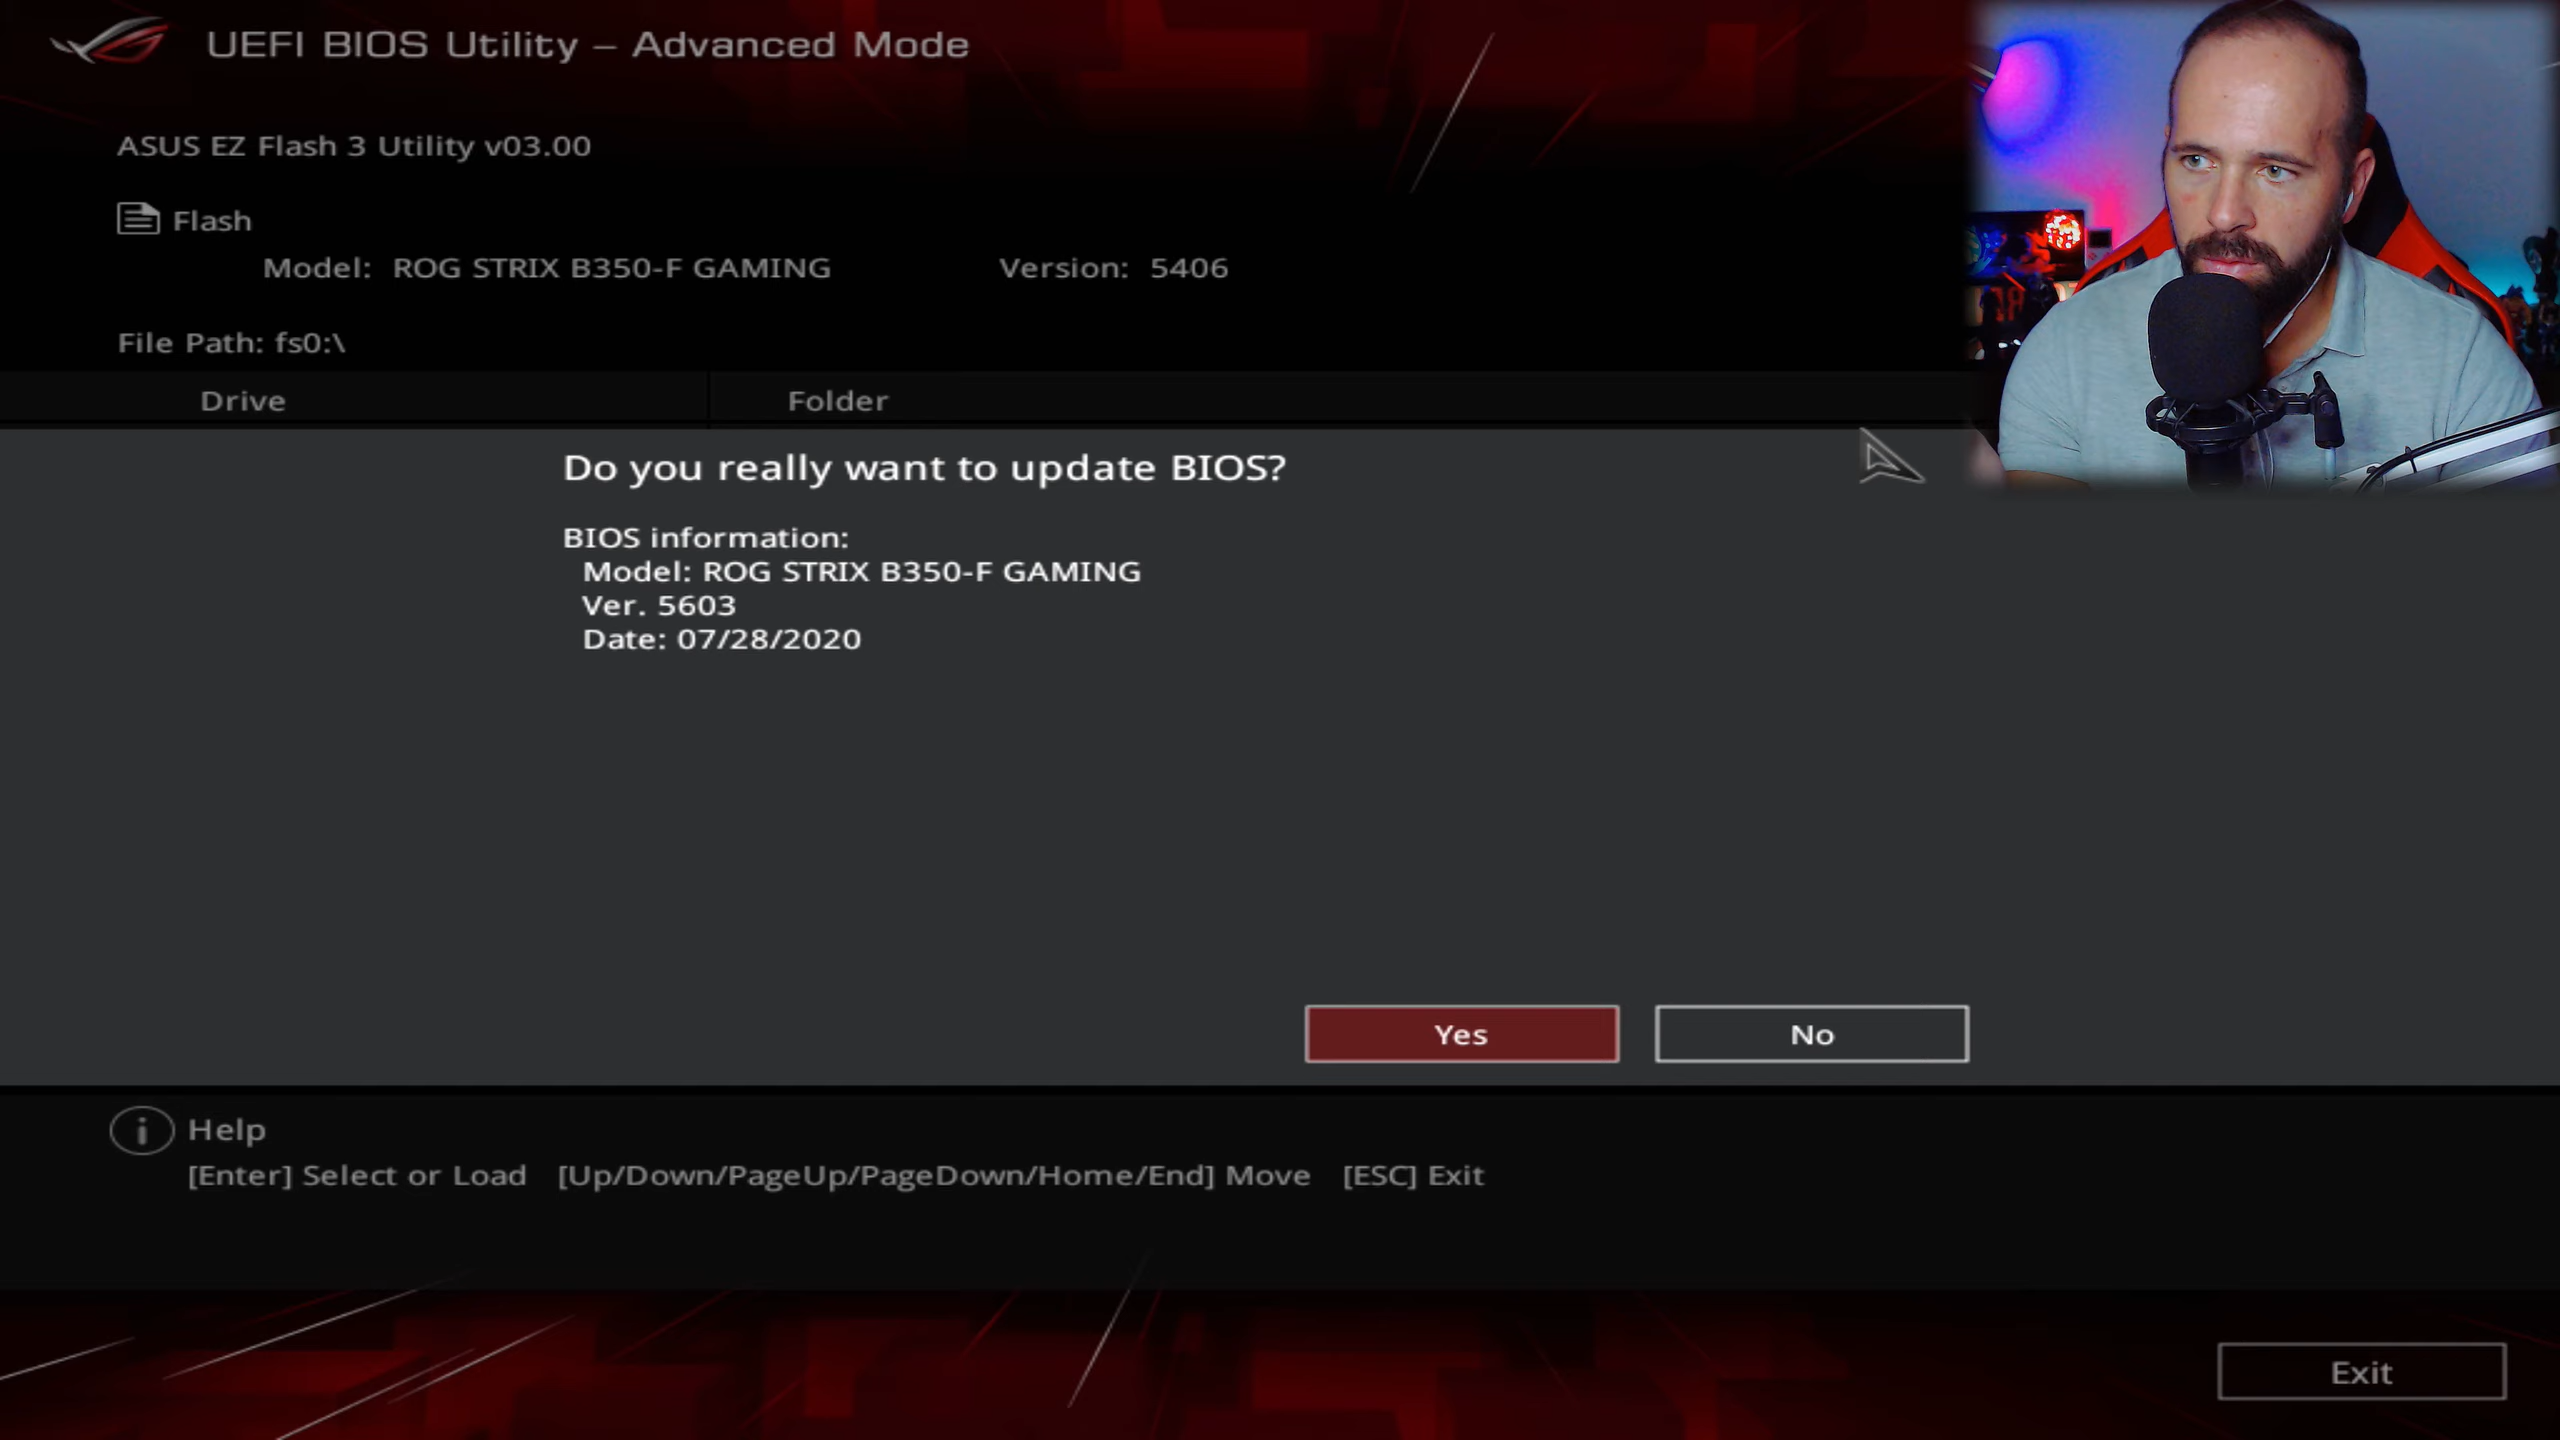 UEFI BIOS Utility – Advanced Mode
ASUS EZ Flash 3 Utility v03.00
Flash
Model: ROG STRIX B350-F GAMING Version: 5406
File Path: fs0:\
Drive Folder
Do you really want to update BIOS?
BIOS information:
Model: ROG STRIX B350-F GAMING
Ver. 5603
Date: 07/28/2020
Yes No
Help
[Enter] Select or Load [Up/Down/PageUp/PageDown/Home/End] Move [ESC] Exit
Exit